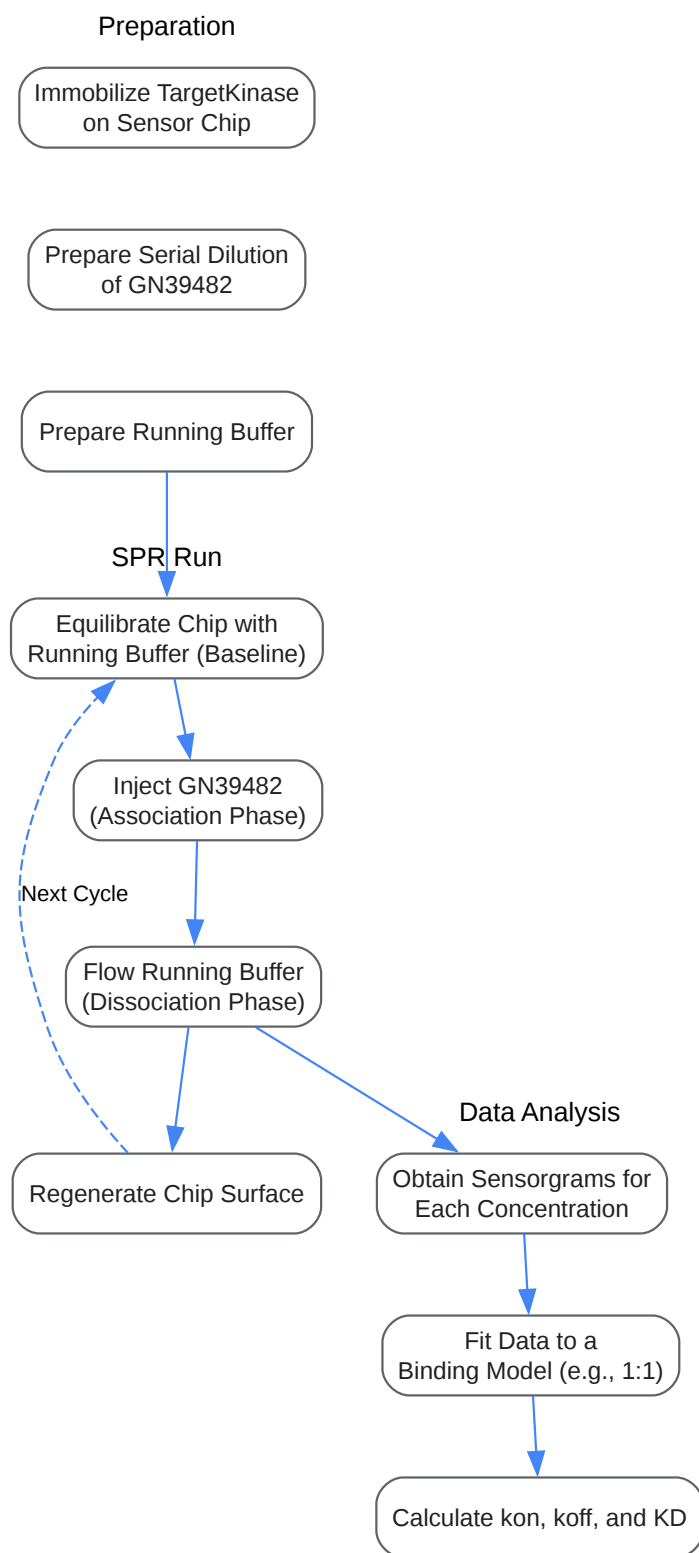 Preparation
Immobilize TargetKinase
on Sensor Chip
Prepare Serial Dilution
of GN39482
Prepare Running Buffer
SPR Run
Equilibrate Chip with
Running Buffer (Baseline)
Inject GN39482
(Association Phase)
Next Cycle
Flow Running Buffer
(Dissociation Phase)
Regenerate Chip Surface
Data Analysis
Obtain Sensorgrams for
Each Concentration
Fit Data to a
Binding Model (e.g., 1:1)
Calculate kon, koff, and KD